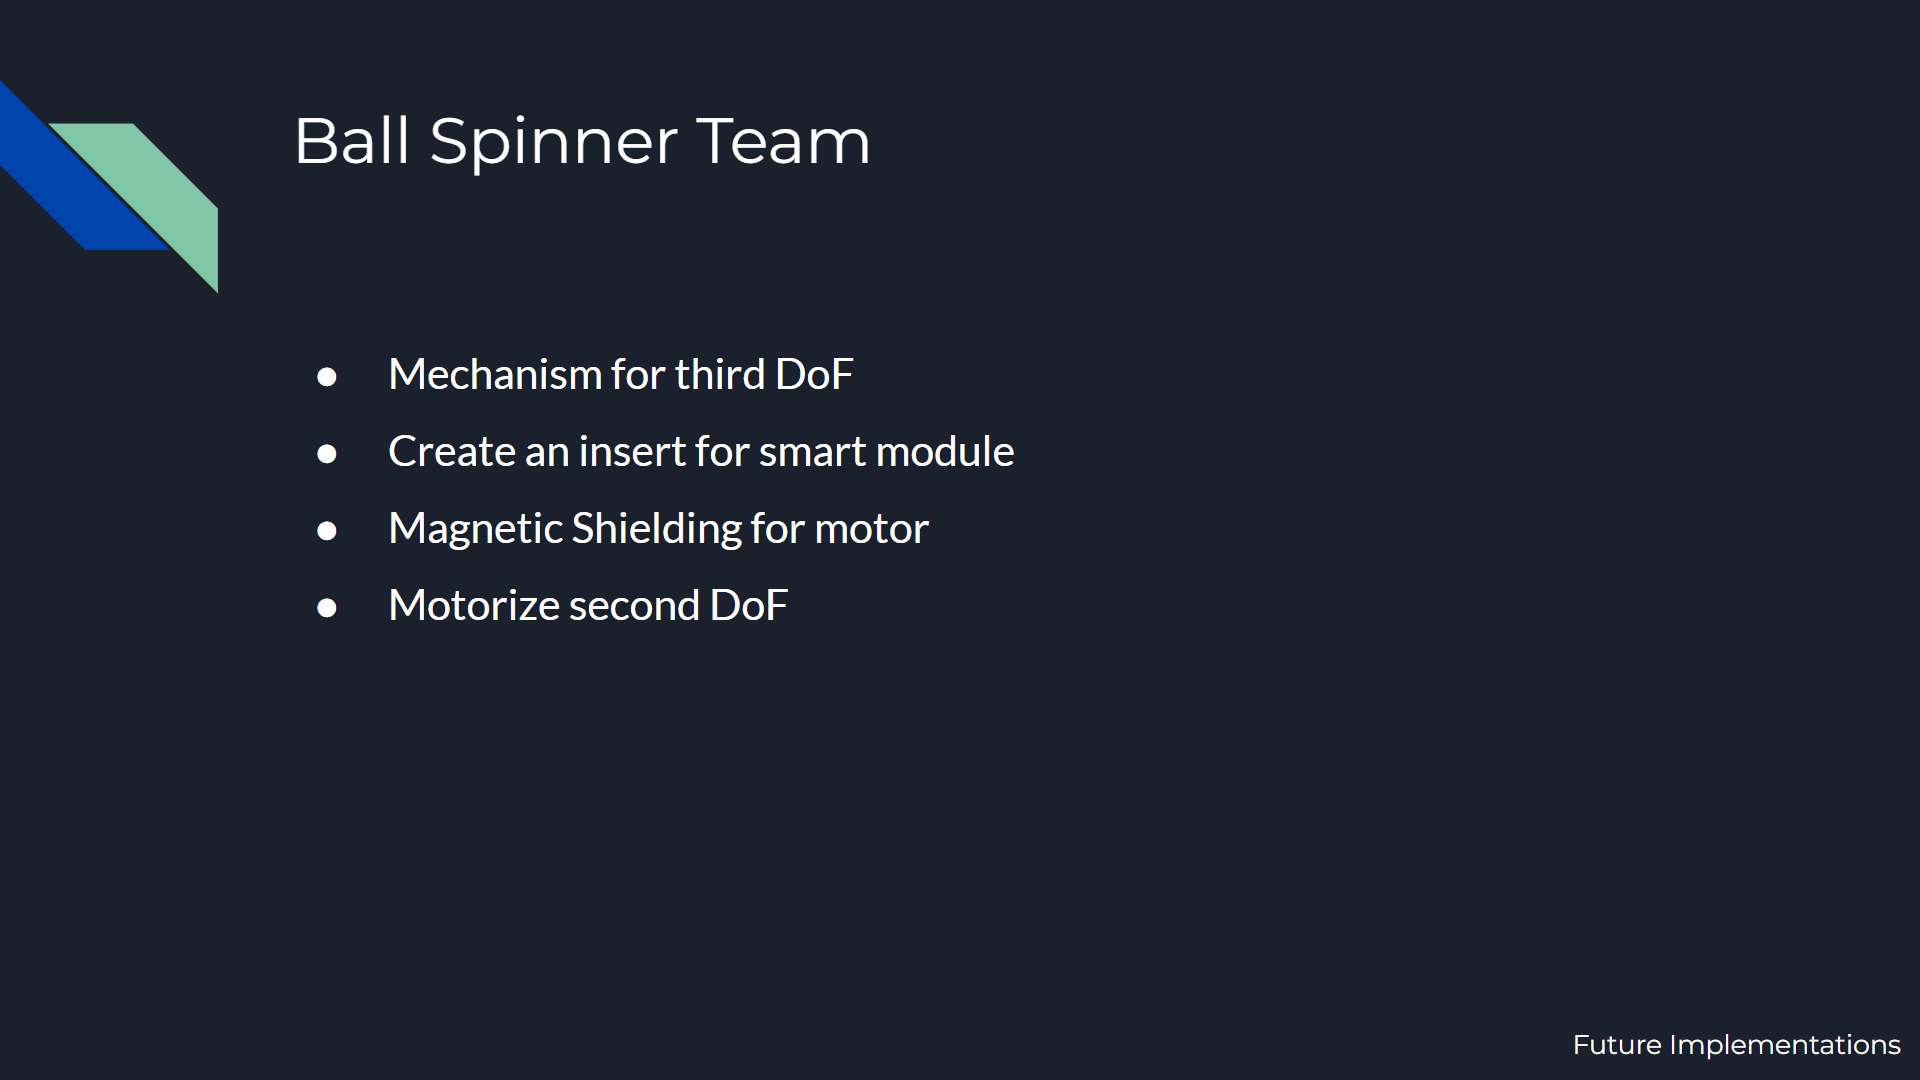 Ball Spinner Team
● Mechanism for third DoF
● Create an insert for smart module
● Magnetic Shielding for motor
● Motorize second DoF
Future Implementations